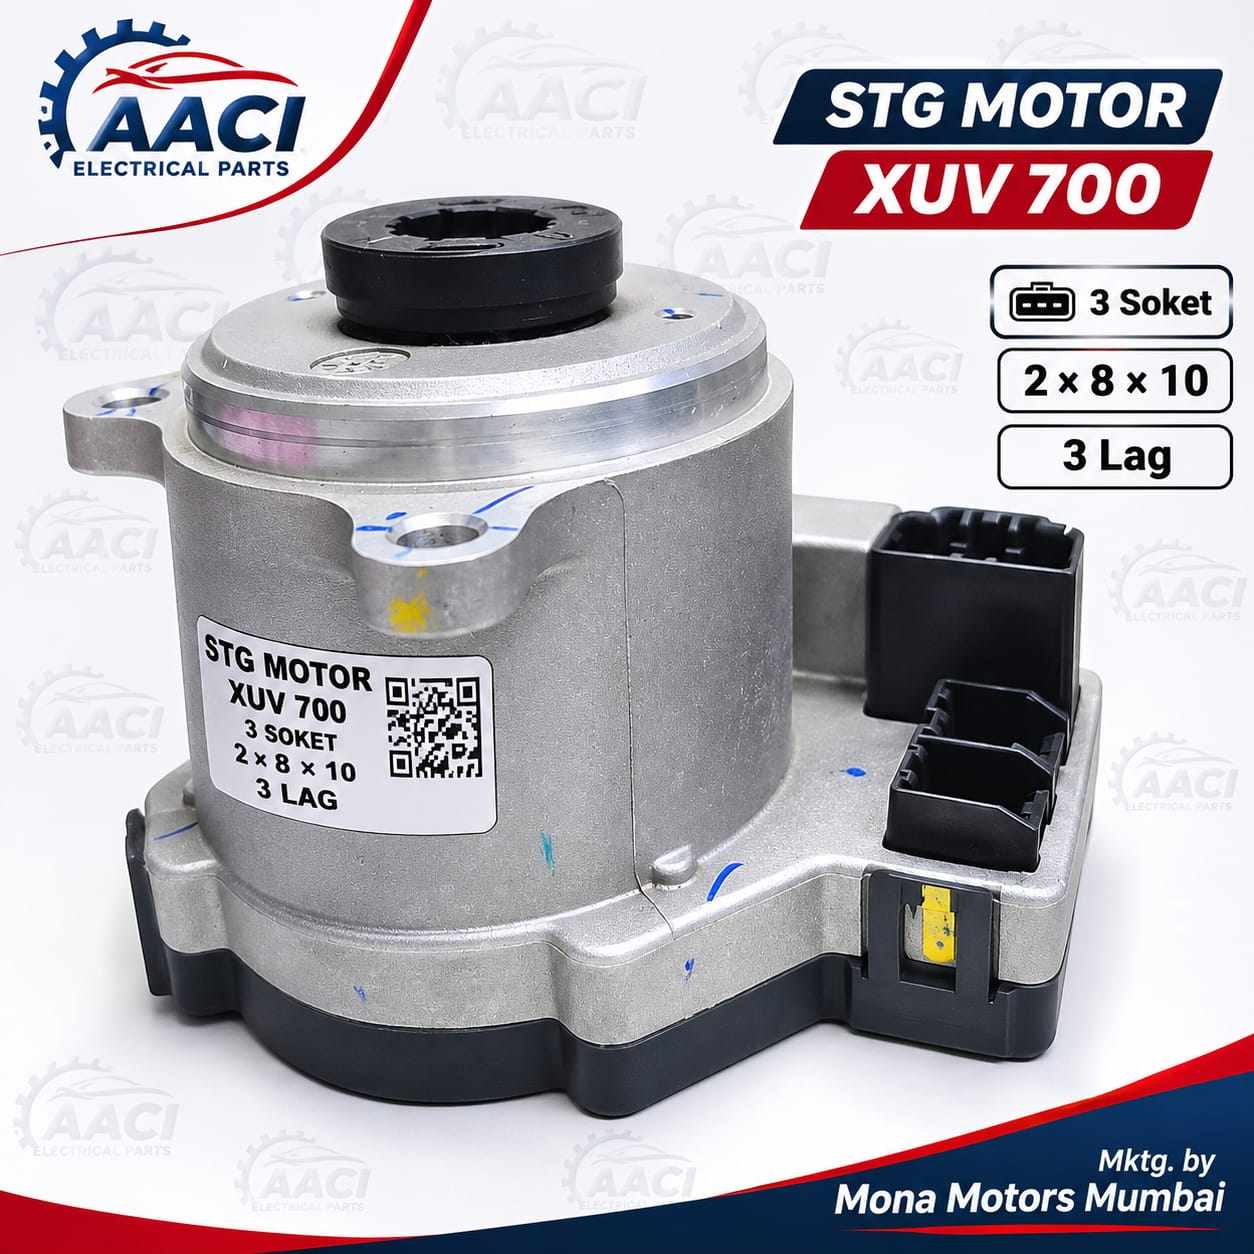 AACI
ELECTRICAL PARTS
STG MOTOR
XUV 700
3 Soket
2 × 8 × 10
3 Lag
STG MOTOR
XUV 700
3 SOKET
2 × 8 × 10
3 LAG
Mktg. by
Mona Motors Mumbai